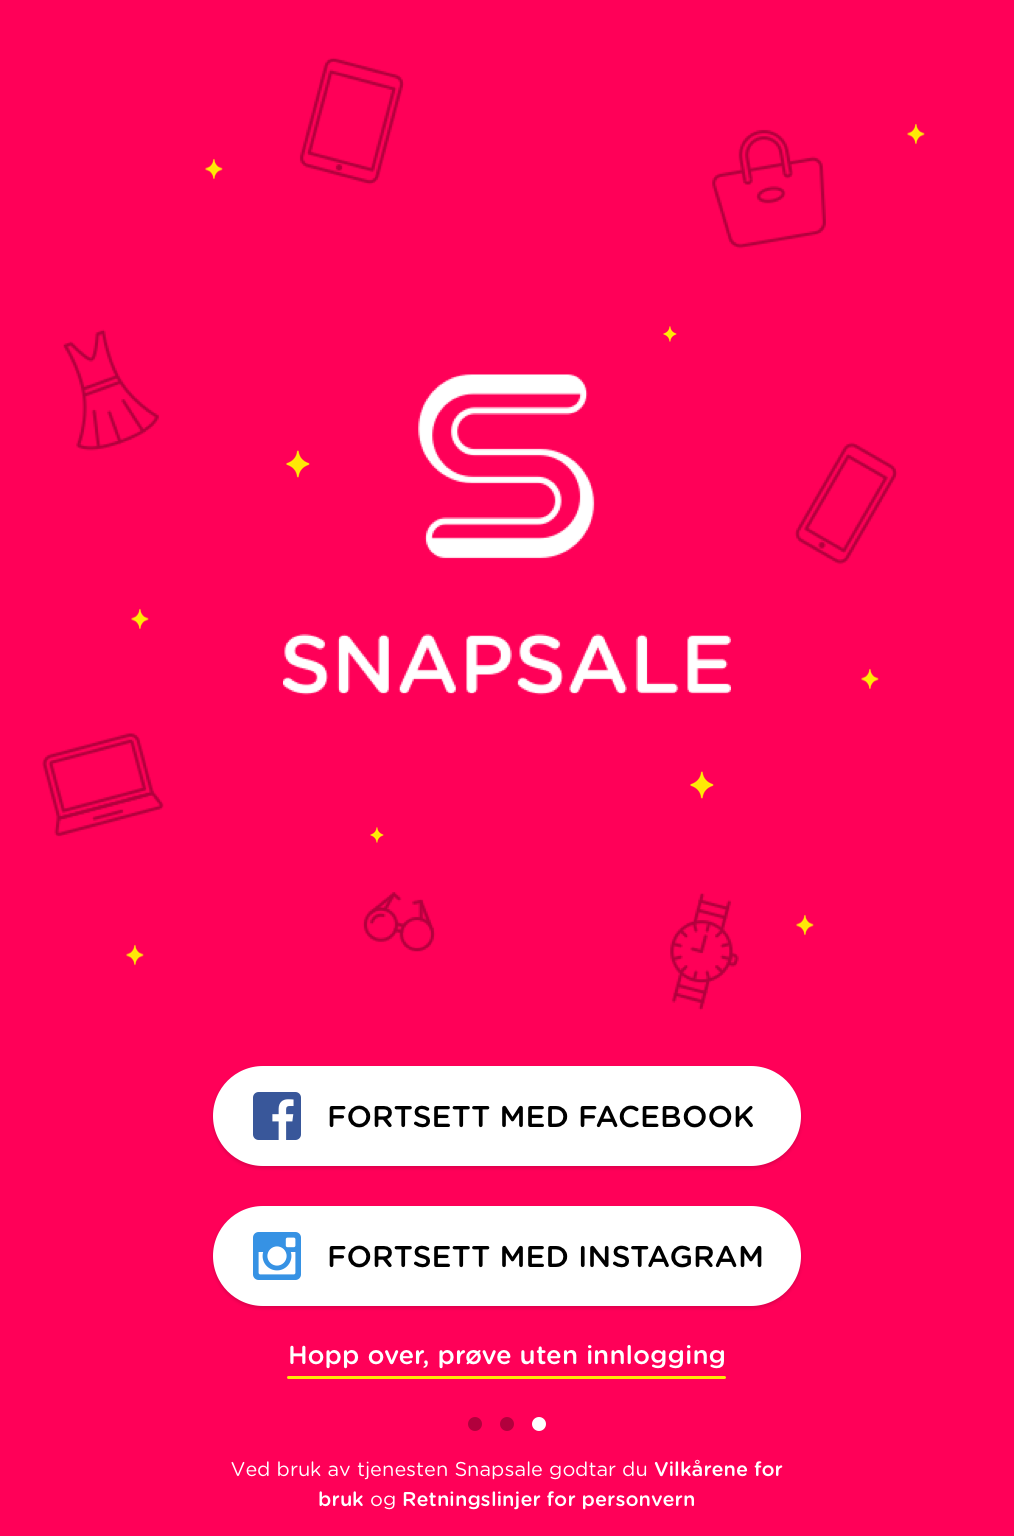 SNAPSALE
FORTSETT MED FACEBOOK
FORTSETT MED INSTAGRAM
Hopp over, prøve uten innlogging
Ved bruk av tjenesten Snapsale godtar du Vilkårene for
bruk og Retningslinjer for personvern